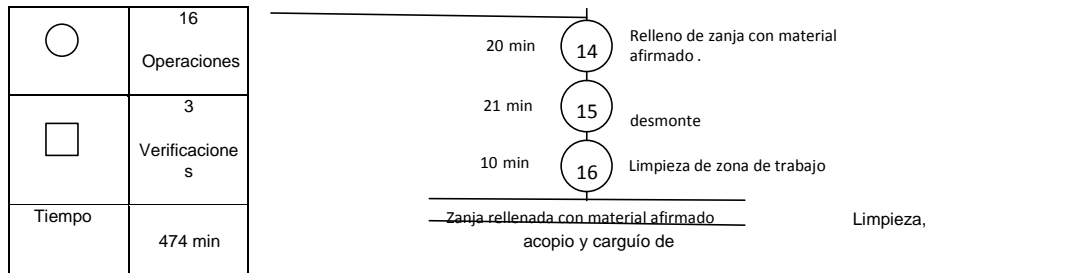 16
Operaciones
3
Verificacione
s
Tiempo
474 min
20 min
14
Relleno de zanja con material
afirmado .
21 min
15
desmonte
10 min
16
Limpieza de zona de trabajo
Zanja rellenada con material afirmado
Limpieza,
acopio y carguío de